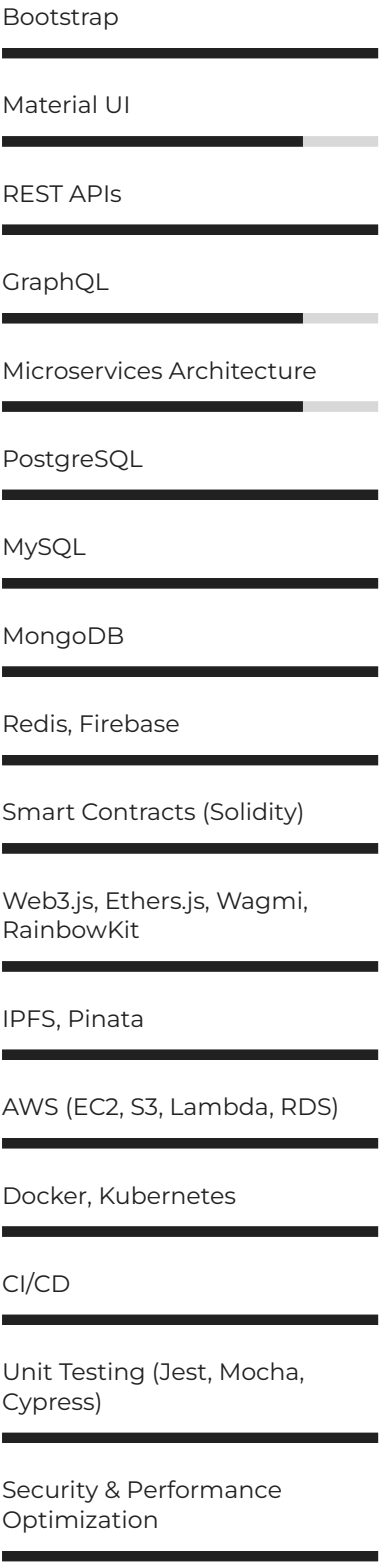 Bootstrap
Material UI
REST APIs
GraphQL
Microservices Architecture
PostgreSQL
MySQL
MongoDB
Redis, Firebase
Smart Contracts (Solidity)
Web3.js, Ethers.js, Wagmi,
RainbowKit
IPFS, Pinata
AWS (EC2, S3, Lambda, RDS)
Docker, Kubernetes
CI/CD
Unit Testing (Jest, Mocha,
Cypress)
Security & Performance
Optimization